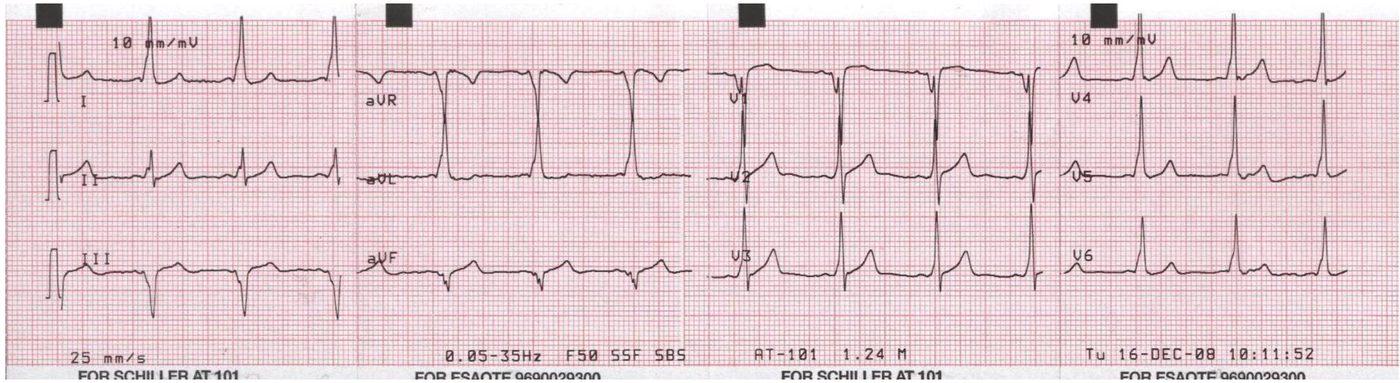 10 mm/mV
I
II
III
aVR
aVL
aVF
V1
V2
V3
10 mm/mV
V4
V5
V6
25 mm/s
0.05-35Hz F50 SSF SBS
AT-101 1.24 M
Tu 16-DEC-08 10:11:52
FOR SCHILLER AT 101
FOR ESAOTE 9690029300
FOR SCHILLER AT 101
FOR ESAOTE 9690029300